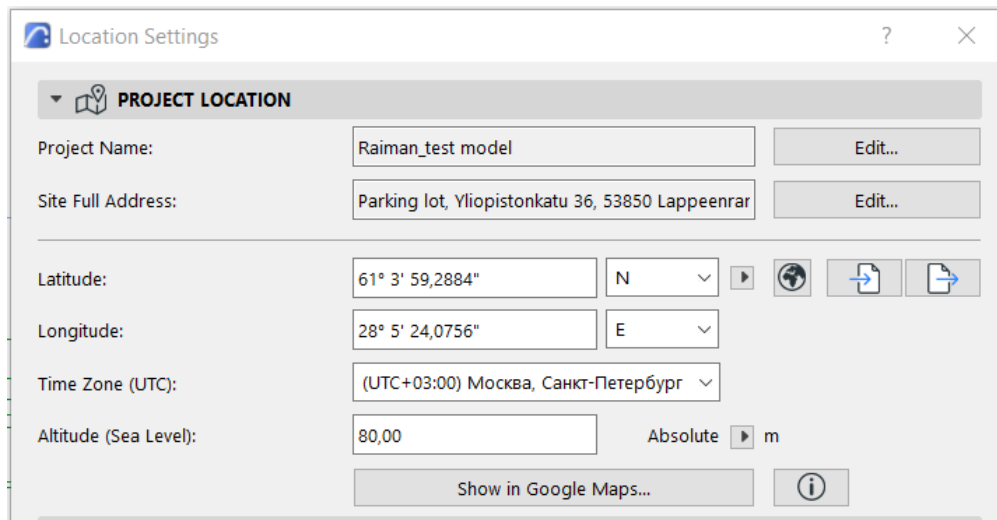 Location Settings ?
PROJECT LOCATION
Project Name: Raiman_test model Edit...
Site Full Address: Parking lot, Yliopistonkatu 36, 53850 Lappeenrar Edit...
Latitude: 61° 3' 59,2884" N
Longitude: 28° 5' 24,0756" E
Time Zone (UTC): (UTC+03:00) Москва, Санкт-Петербург
Altitude (Sea Level): 80,00 Absolute m
Show in Google Maps...